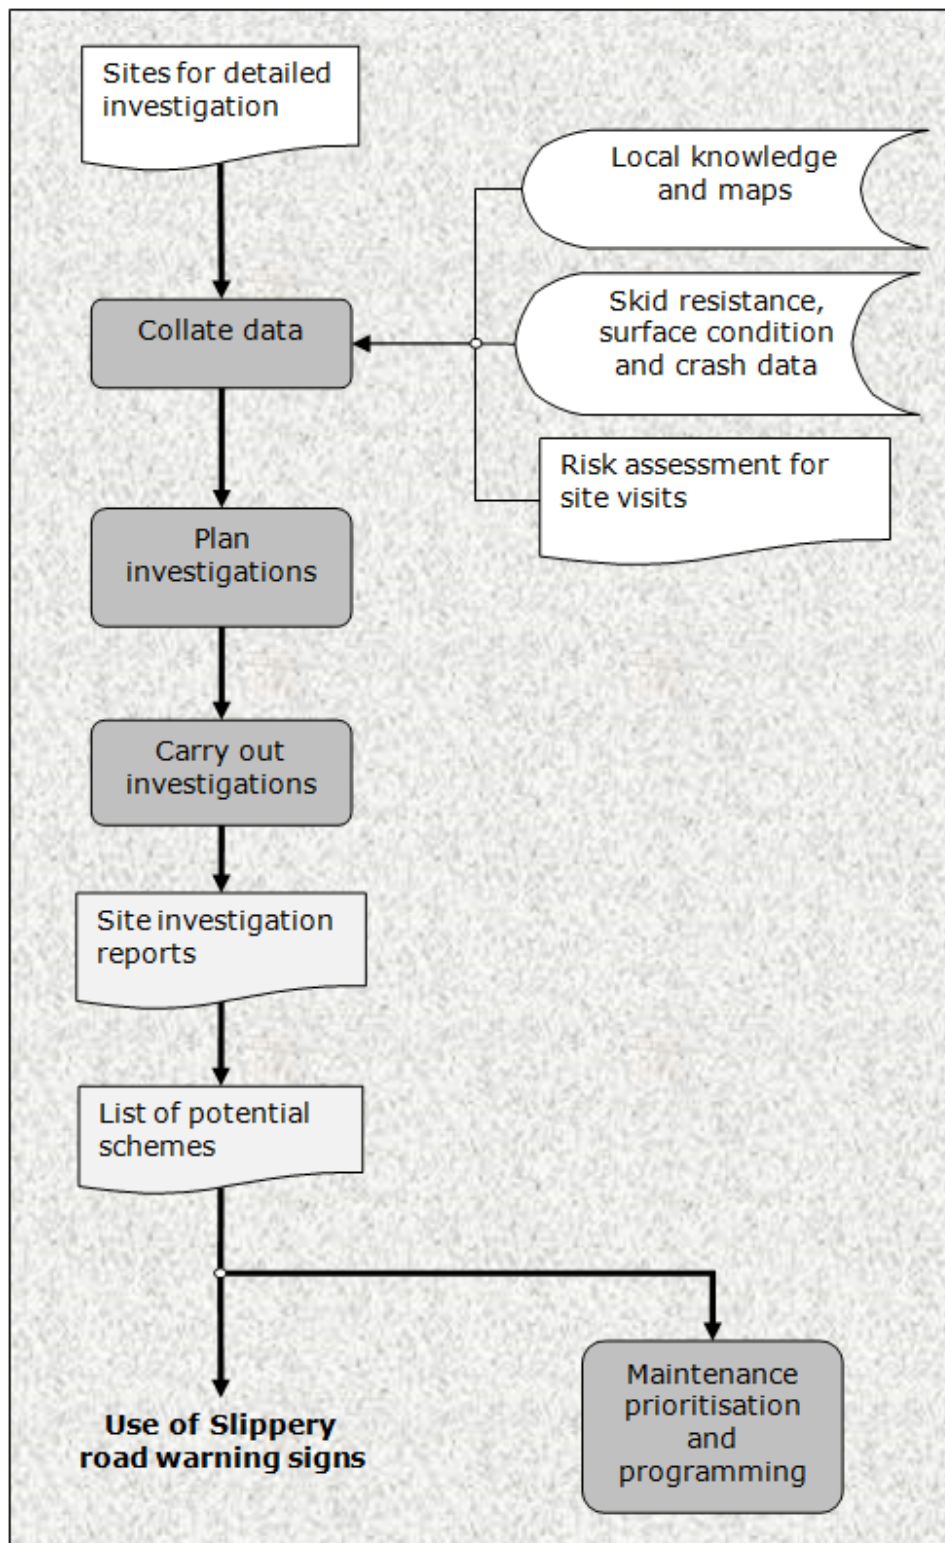 Sites for detailed
investigation
Local knowledge
and maps
Skid resistance,
surface condition
and crash data
Collate data
Risk assessment for
site visits
Plan
investigations
Carry out
investigations
Site investigation
reports
List of potential
schemes
Use of Slippery
road warning signs
Maintenance
prioritisation
and
programming